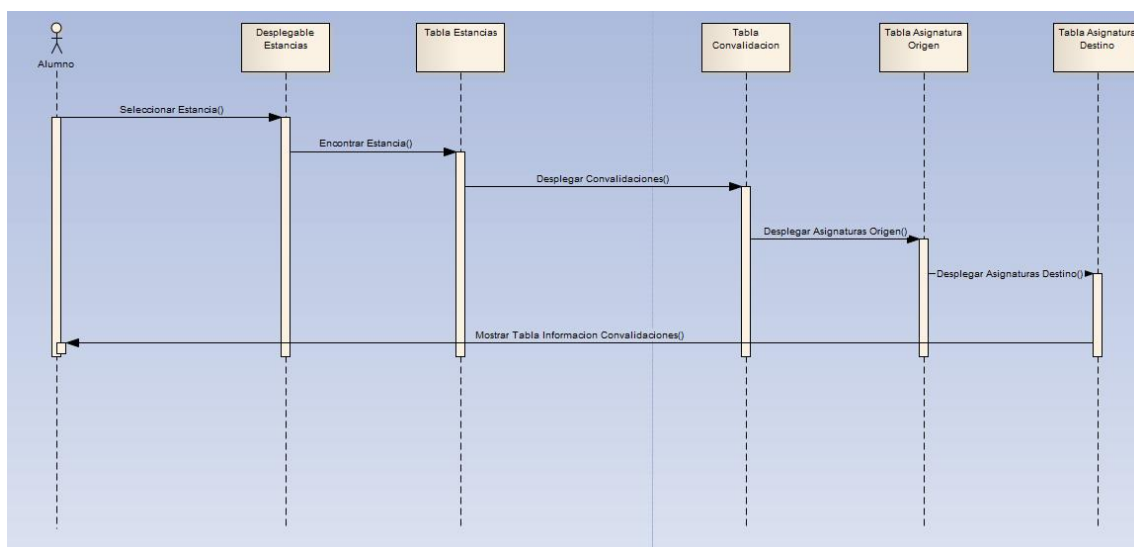 Alumno
Desplegable
Estancias
Tabla Estancias
Tabla
Convalidacion
Tabla Asignatura
Origen
Tabla Asignatura
Destino
Seleccionar Estancia()
Encontrar Estancia()
Desplegar Convalidaciones()
Desplegar Asignaturas Origen()
Desplegar Asignaturas Destino()
Mostrar Tabla Informacion Convalidaciones()